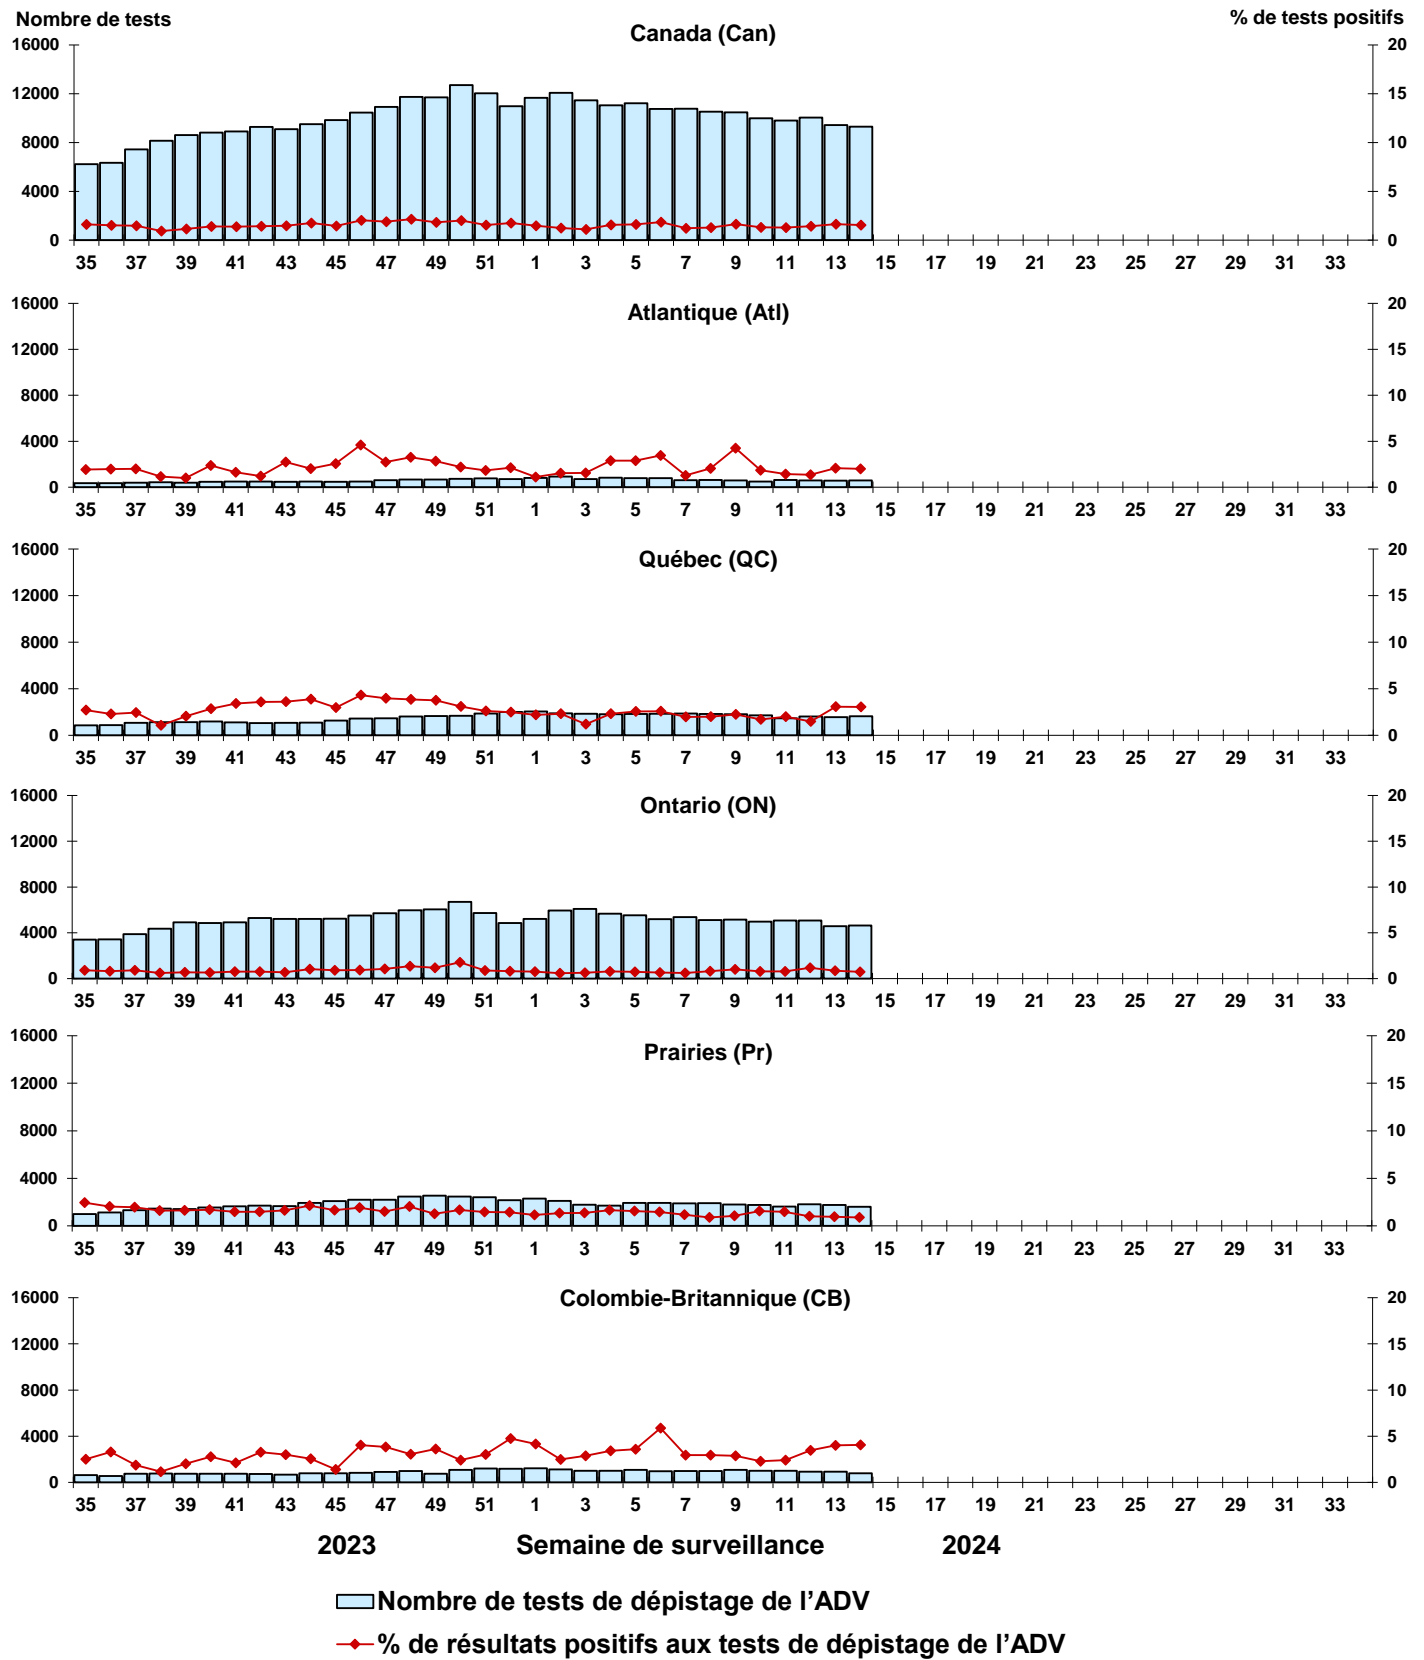 Nombre de tests
% de tests positifs
Canada (Can)
16000 20
12000 15
8000 10
4000 5
0 0
35 37 39 41 43 45 47 49 51 1 3 5 7 9 11 13 15 17 19 21 23 25 27 29 31 33
Atlantique (Atl)
16000 20
12000 15
8000 10
4000 5
0 0
35 37 39 41 43 45 47 49 51 1 3 5 7 9 11 13 15 17 19 21 23 25 27 29 31 33
Québec (QC)
16000 20
12000 15
8000 10
4000 5
0 0
35 37 39 41 43 45 47 49 51 1 3 5 7 9 11 13 15 17 19 21 23 25 27 29 31 33
Ontario (ON)
16000 20
12000 15
8000 10
4000 5
0 0
35 37 39 41 43 45 47 49 51 1 3 5 7 9 11 13 15 17 19 21 23 25 27 29 31 33
Prairies (Pr)
16000 20
12000 15
8000 10
4000 5
0 0
35 37 39 41 43 45 47 49 51 1 3 5 7 9 11 13 15 17 19 21 23 25 27 29 31 33
Colombie-Britannique (CB)
16000 20
12000 15
8000 10
4000 5
0 0
35 37 39 41 43 45 47 49 51 1 3 5 7 9 11 13 15 17 19 21 23 25 27 29 31 33
2023 Semaine de surveillance 2024
Nombre de tests de dépistage de l’ADV
% de résultats positifs aux tests de dépistage de l’ADV